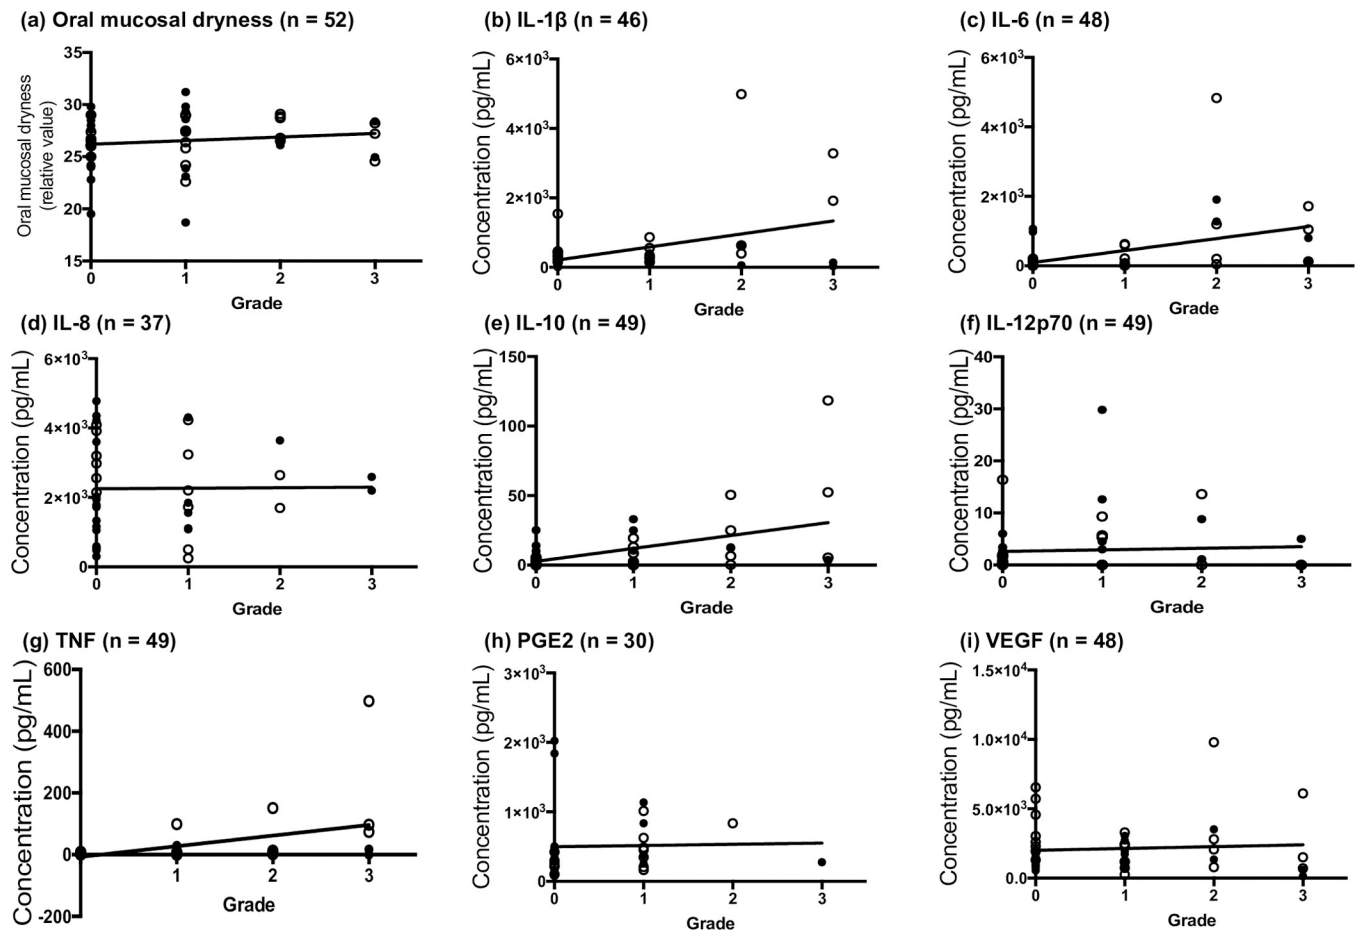 (a) Oral mucosal dryness (n = 52)
Oral mucosal dryness
(relative value)
35
30
25
20
15
0 1 2 3
Grade
(b) IL-1β (n = 46)
Concentration (pg/mL)
6×10³
4×10³
2×10³
0
0 1 2 3
Grade
(c) IL-6 (n = 48)
Concentration (pg/mL)
6×10³
4×10³
2×10³
0
0 1 2 3
Grade
(d) IL-8 (n = 37)
Concentration (pg/mL)
6×10³
4×10³
2×10³
0
0 1 2 3
Grade
(e) IL-10 (n = 49)
Concentration (pg/mL)
150
100
50
0
0 1 2 3
Grade
(f) IL-12p70 (n = 49)
Concentration (pg/mL)
40
30
20
10
0
0 1 2 3
Grade
(g) TNF (n = 49)
Concentration (pg/mL)
600
400
200
0
-200
1 2 3
Grade
(h) PGE2 (n = 30)
Concentration (pg/mL)
3×10³
2×10³
1×10³
0
0 1 2 3
Grade
(i) VEGF (n = 48)
Concentration (pg/mL)
1.5×10⁴
1.0×10⁴
5.0×10³
0.0
0 1 2 3
Grade